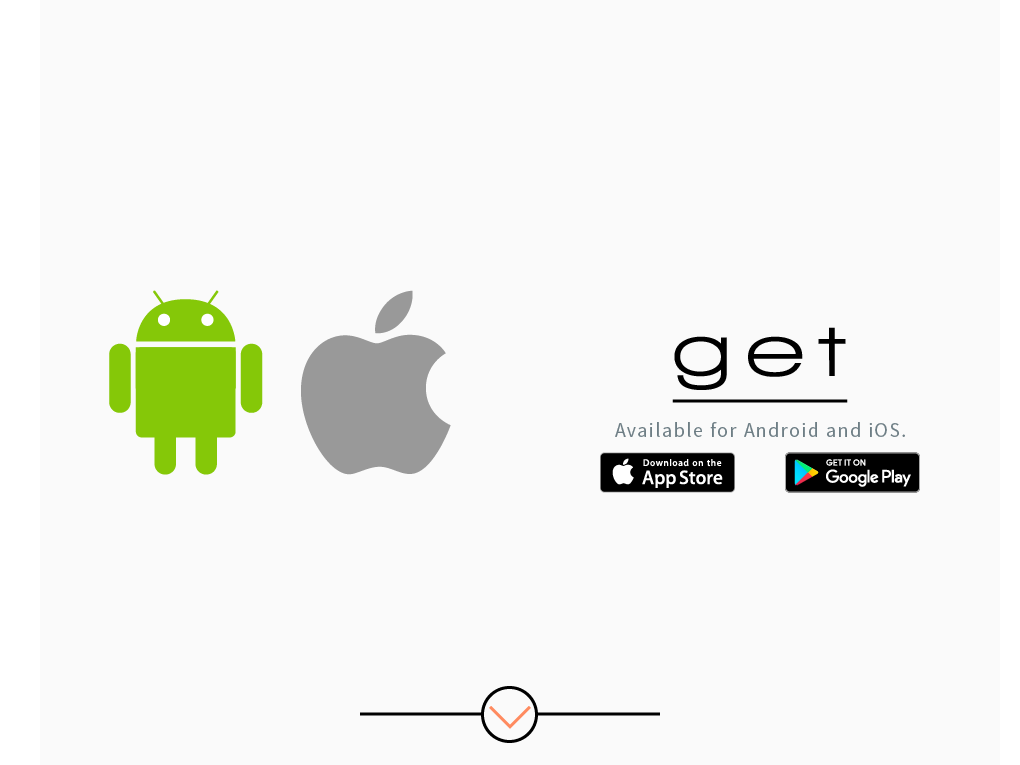 get
Available for Android and iOS.
Download on the
App Store
GET IT ON
Google Play